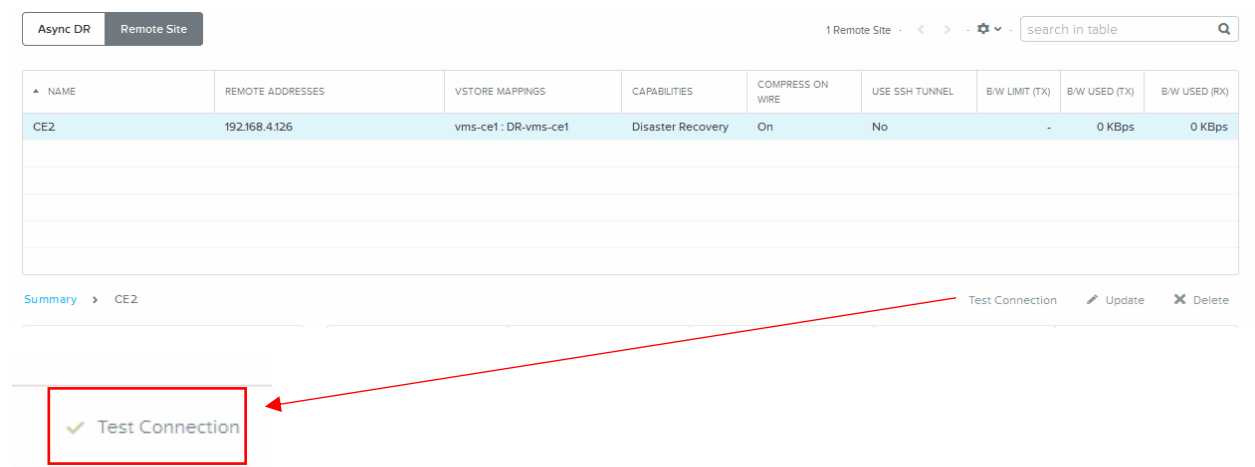 Async DR Remote Site 1 Remote Site search in table
NAME REMOTE ADDRESSES VSTORE MAPPINGS CAPABILITIES COMPRESS ON WIRE USE SSH TUNNEL B/W LIMIT (TX) B/W USED (TX) B/W USED (RX)
CE2 192.168.4.126 vms-ce1 : DR-vms-ce1 Disaster Recovery On No - 0 KBps 0 KBps
Summary > CE2 Test Connection Update Delete
Test Connection